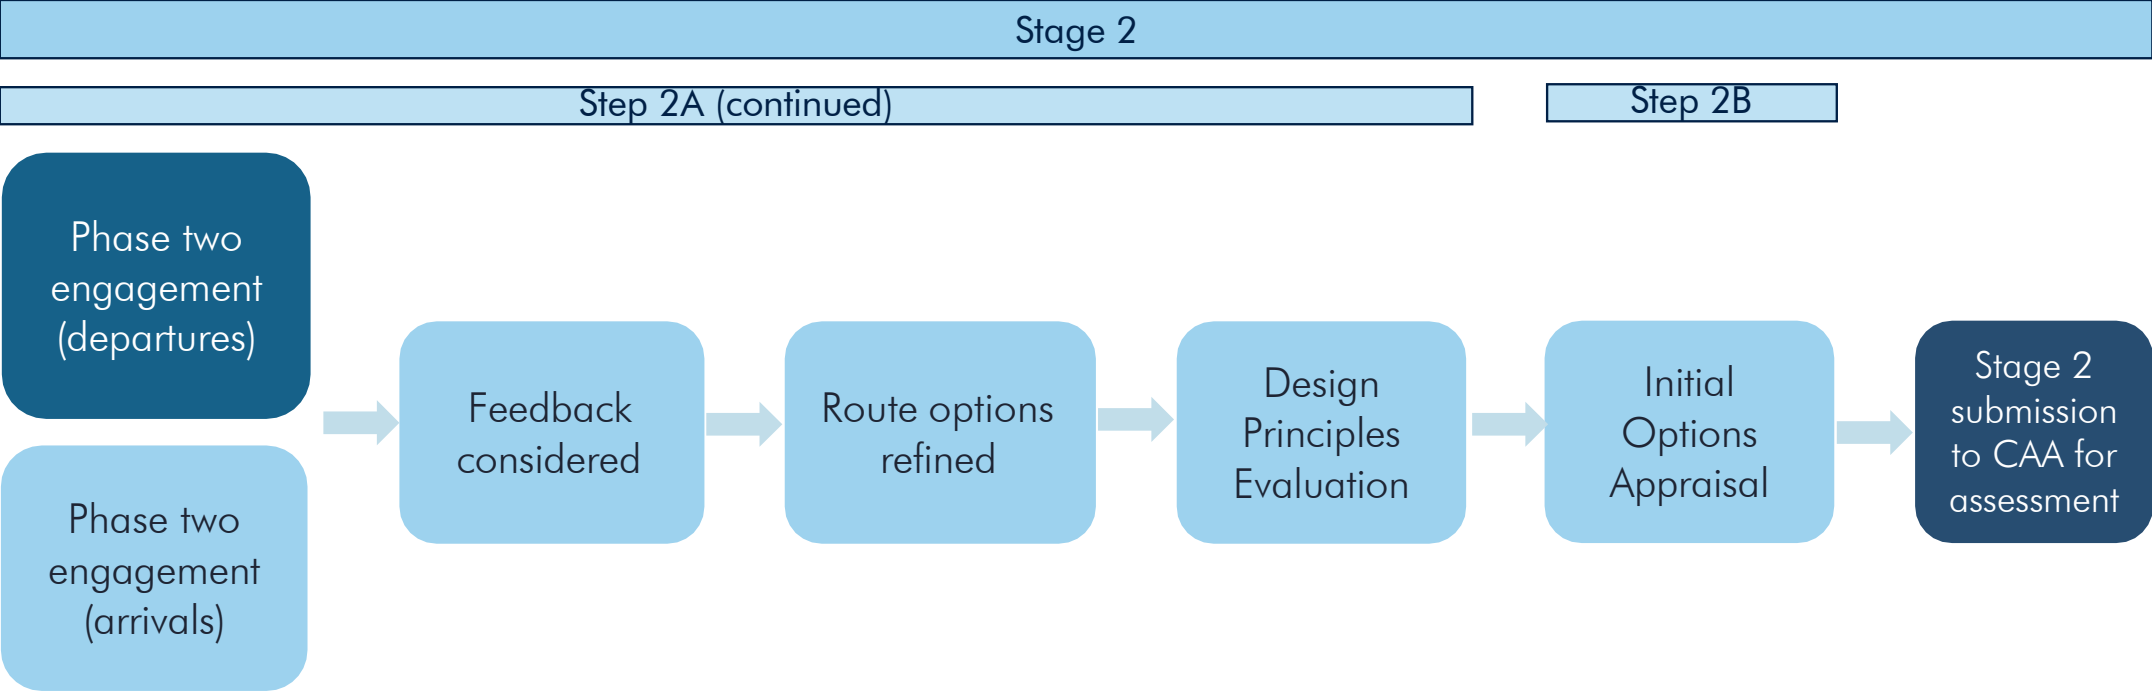 Stage 2
Step 2A (continued)
Step 2B
Phase two
engagement
(departures)
Phase two
engagement
(arrivals)
Feedback
considered
Route options
refined
Design
Principles
Evaluation
Initial
Options
Appraisal
Stage 2
submission
to CAA for
assessment